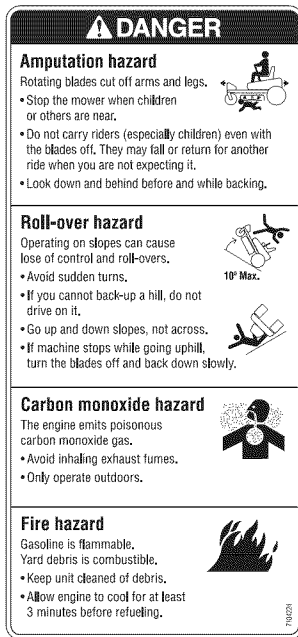 DANGER
Amputation hazard
Rotating blades cut off arms and legs.
• Stop the mower when children
or others are near.
• Do not carry riders (especially children) even with
the blades off. They may fall or return for another
ride when you are not expecting it.
• Look down and behind before and while backing.
Roll-over hazard
Operating on slopes can cause
lose of control and roll-overs.
• Avoid sudden turns.
10° Max.
• If you cannot back-up a hill, do not
drive on it.
• Go up and down slopes, not across.
• If machine stops while going uphill,
turn the blades off and back down slowly.
Carbon monoxide hazard
The engine emits poisonous
carbon monoxide gas.
• Avoid inhaling exhaust fumes.
• Only operate outdoors.
Fire hazard
Gasoline is flammable.
Yard debris is combustible.
• Keep unit cleaned of debris.
• Allow engine to cool for at least
3 minutes before refueling.
710422H